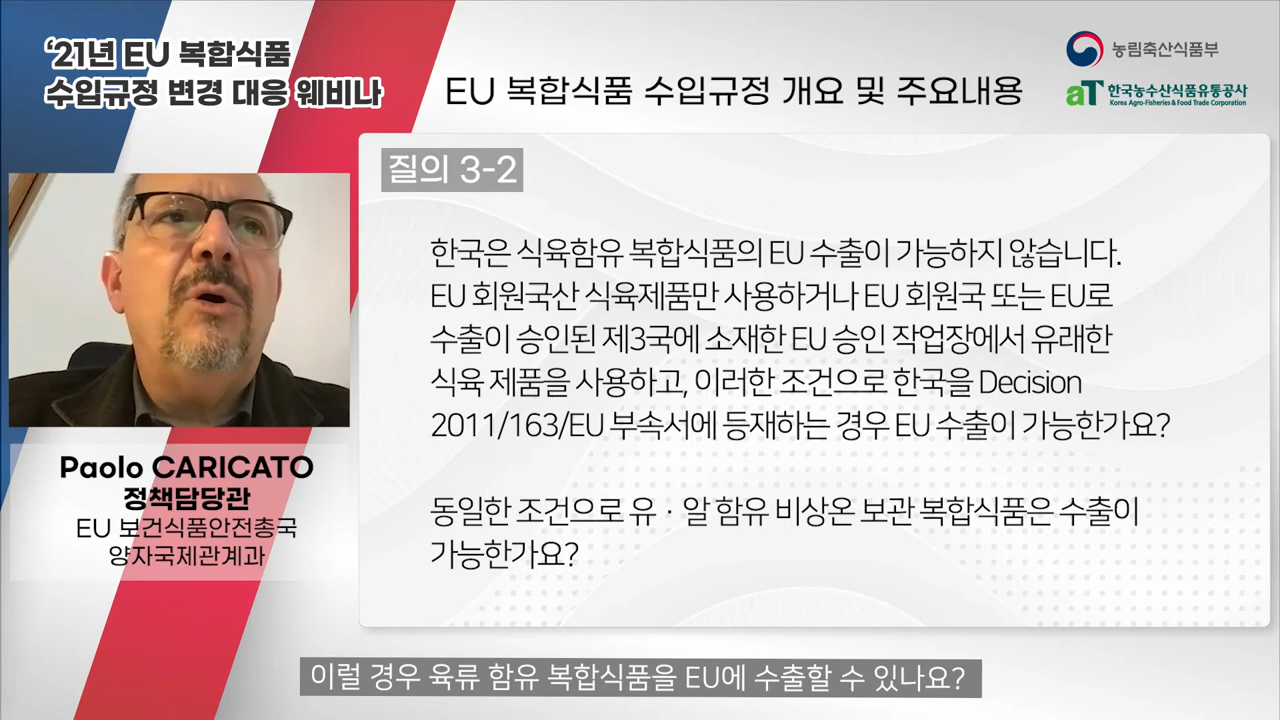 ‘21년 EU 복합식품
수입규정 변경 대응 웨비나
EU 복합식품 수입규정 개요 및 주요내용
농림축산식품부
aT 한국농수산식품유통공사
Korea Agro-Fisheries & Food Trade Corporation
질의 3-2
한국은 식육함유 복합식품의 EU 수출이 가능하지 않습니다.
EU 회원국산 식육제품만 사용하거나 EU 회원국 또는 EU로
수출이 승인된 제3국에 소재한 EU 승인 작업장에서 유래한
식육 제품을 사용하고, 이러한 조건으로 한국을 Decision
2011/163/EU 부속서에 등재하는 경우 EU 수출이 가능한가요?
동일한 조건으로 유 · 알 함유 비상온 보관 복합식품은 수출이
가능한가요?
Paolo CARICATO
정책담당관
EU 보건식품안전총국
양자국제관계과
이럴 경우 육류 함유 복합식품을 EU에 수출할 수 있나요?